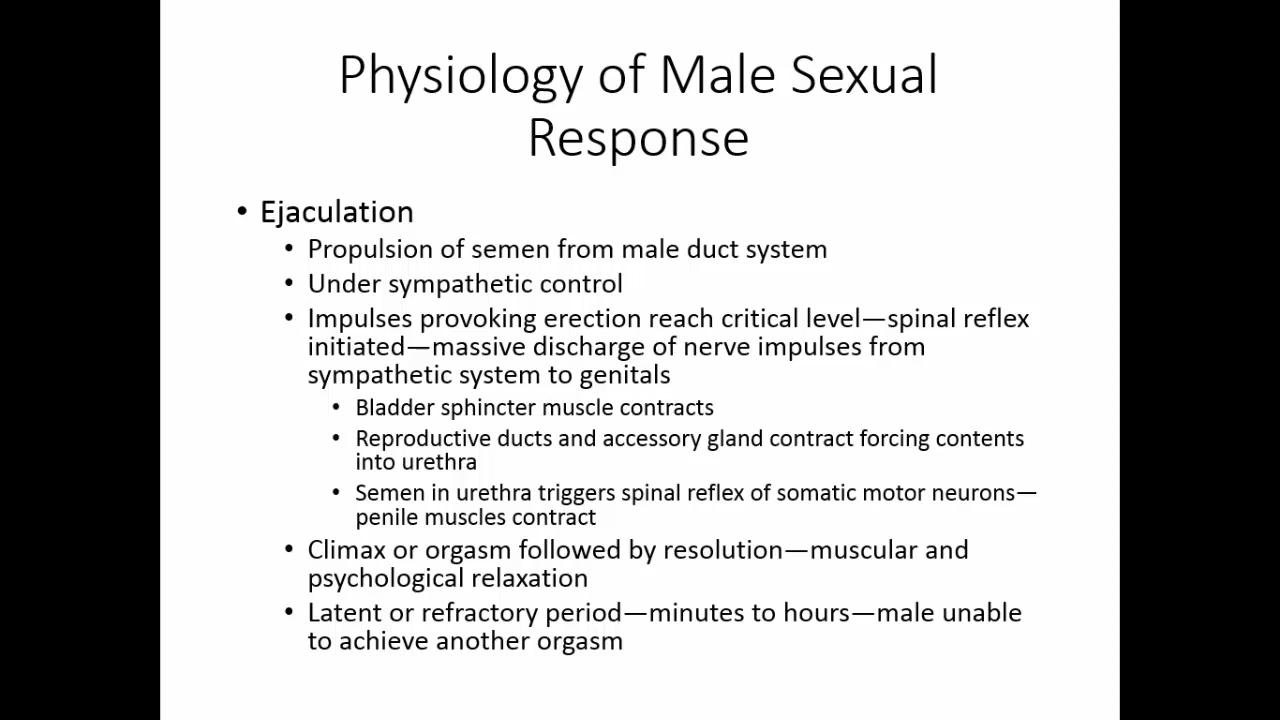 Physiology of Male Sexual
Response
• Ejaculation
• Propulsion of semen from male duct system
• Under sympathetic control
• Impulses provoking erection reach critical level—spinal reflex
initiated—massive discharge of nerve impulses from
sympathetic system to genitals
• Bladder sphincter muscle contracts
• Reproductive ducts and accessory gland contract forcing contents
into urethra
• Semen in urethra triggers spinal reflex of somatic motor neurons—
penile muscles contract
• Climax or orgasm followed by resolution—muscular and
psychological relaxation
• Latent or refractory period—minutes to hours—male unable
to achieve another orgasm